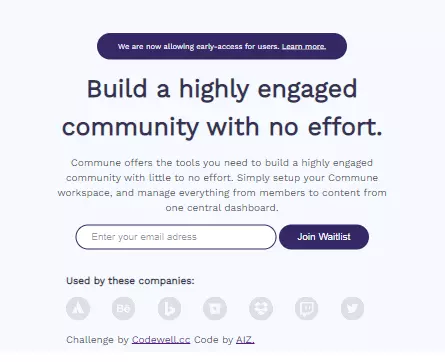 We are now allowing early-access for users. Learn more.
Build a highly engaged
community with no effort.
Commune offers the tools you need to build a highly engaged
community with little to no effort. Simply setup your Commune
workspace, and manage everything from members to content from
one central dashboard.
Enter your email adress
Join Waitlist
Used by these companies:
Bē
Challenge by Codewell.cc Code by AIZ.